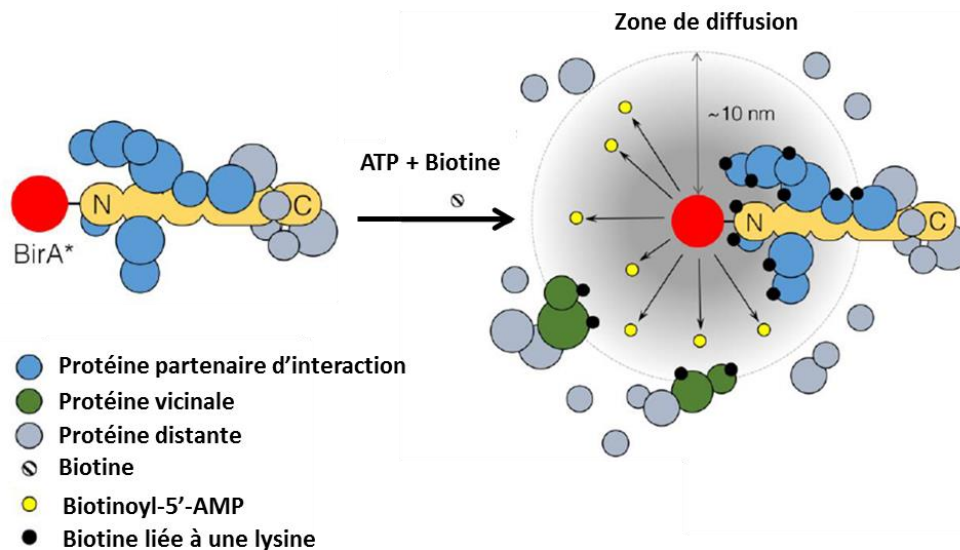 Zone de diffusion
~10 nm
ATP + Biotine
N
C
N
C
BirA*
Protéine partenaire d'interaction
Protéine vicinale
Protéine distante
Biotine
Biotinoyl-5'-AMP
Biotine liée à une lysine